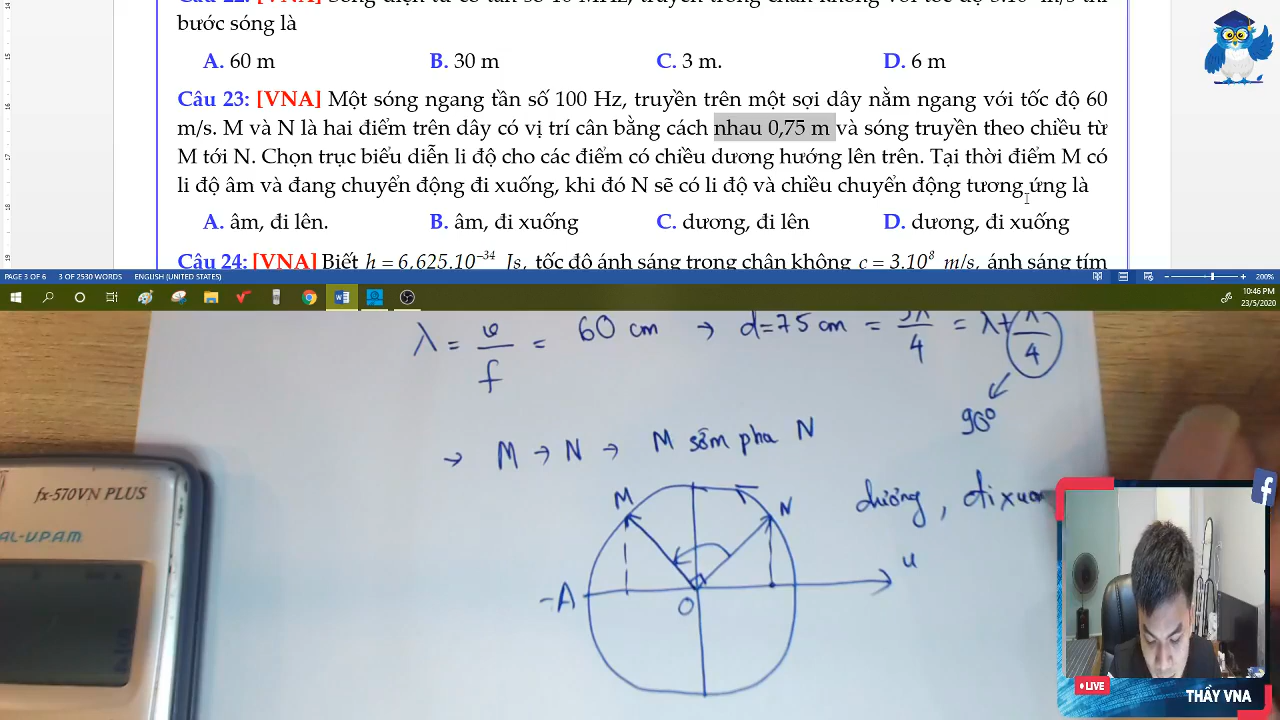 bước sóng là
A. 60 m B. 30 m C. 3 m. D. 6 m
Câu 23: [VNA] Một sóng ngang tần số 100 Hz, truyền trên một sợi dây nằm ngang với tốc độ 60
m/s. M và N là hai điểm trên dây có vị trí cân bằng cách nhau 0,75 m và sóng truyền theo chiều từ
M tới N. Chọn trục biểu diễn li độ cho các điểm có chiều dương hướng lên trên. Tại thời điểm M có
li độ âm và đang chuyển động đi xuống, khi đó N sẽ có li độ và chiều chuyển động tương ứng là
A. âm, đi lên. B. âm, đi xuống C. dương, đi lên D. dương, đi xuống
Câu 24: [VNA] Biết h = 6,625.10⁻³⁴ Js, tốc độ ánh sáng trong chân không c = 3.10⁸ m/s, ánh sáng tím
PAGE 3 OF 6 3 OF 2530 WORDS ENGLISH (UNITED STATES) 200%
10:46 PM
23/5/2020
λ = v/f = 60 cm → d = 75 cm = 5λ/4 = λ + λ/4
90°
→ M → N → M sớm pha N
M N dương, đi xuống
u
-A O
fx-570VN PLUS
AL-V.P.A.M.
LIVE THẦY VNA